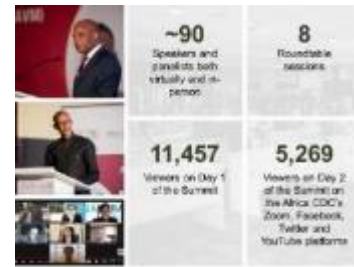 ~90
Speakers and
panelists both
virtually and in-
person
8
Roundtable
sessions
11,457
Viewers on Day 1
of the Summit
5,269
Viewers on Day 2
of the Summit on
the Africa CDC's
Zoom, Facebook,
Twitter and
YouTube platforms